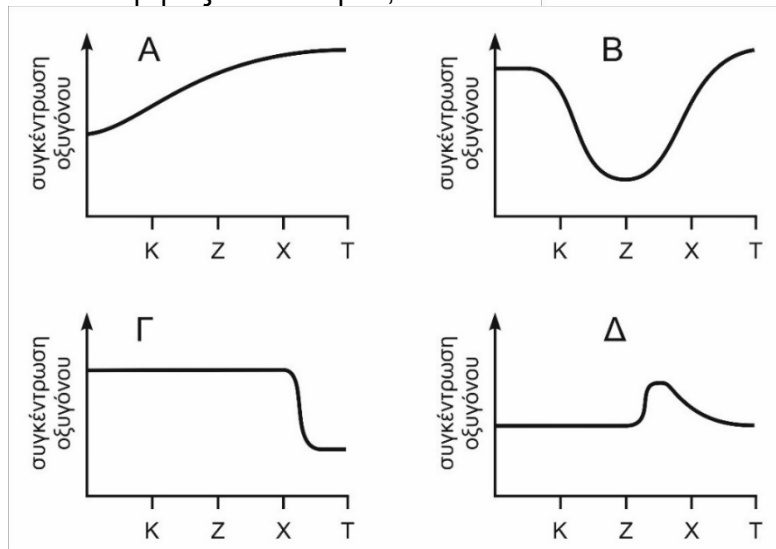 Α
συγκέντρωση
οξυγόνου
Κ Ζ Χ Τ
Β
συγκέντρωση
οξυγόνου
Κ Ζ Χ Τ
Γ
συγκέντρωση
οξυγόνου
Κ Ζ Χ Τ
Δ
συγκέντρωση
οξυγόνου
Κ Ζ Χ Τ